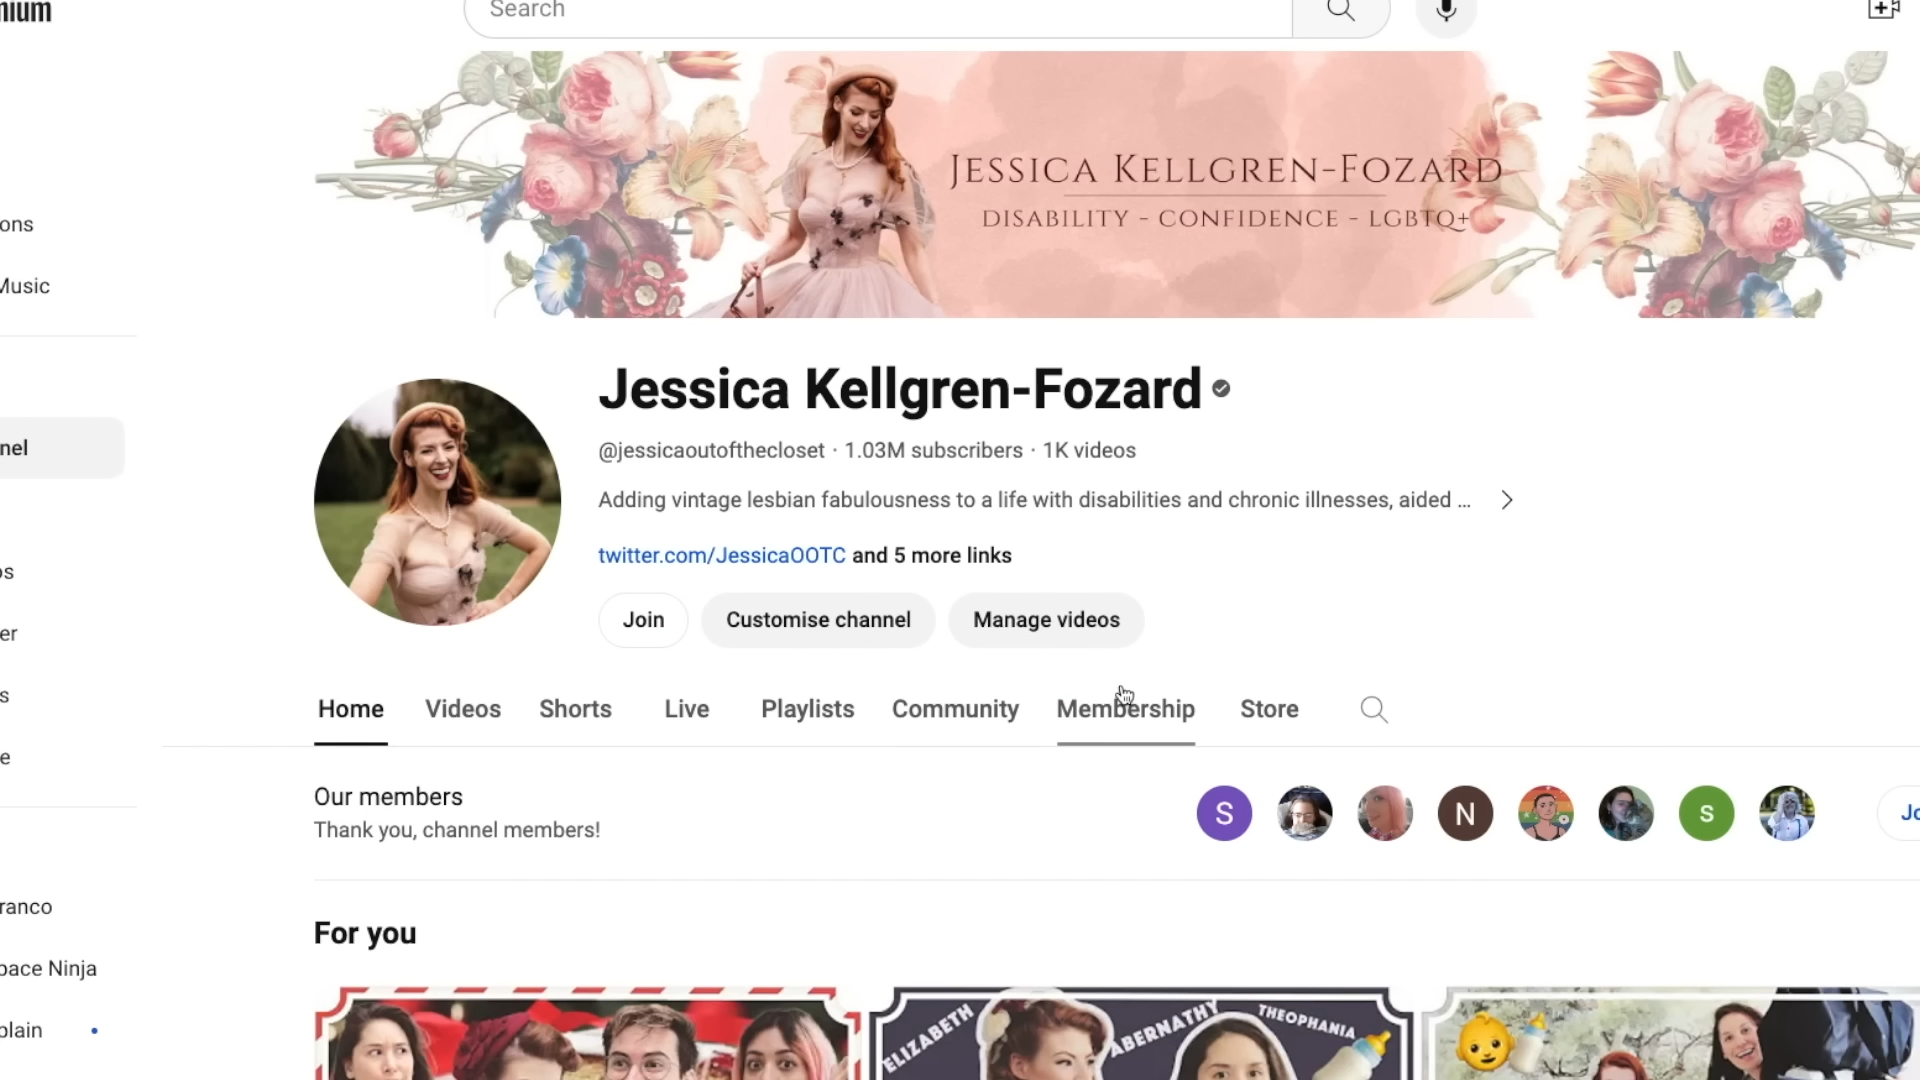 nium
Search
JESSICA KELLGREN-FOZARD
DISABILITY - CONFIDENCE - LGBTQ+
ons
Music
nel
os
er
s
e
ranco
pace Ninja
plain
Jessica Kellgren-Fozard
@jessicaoutofthecloset · 1.03M subscribers · 1K videos
Adding vintage lesbian fabulousness to a life with disabilities and chronic illnesses, aided ...
twitter.com/JessicaOOTC and 5 more links
Join Customise channel Manage videos
Home Videos Shorts Live Playlists Community Membership Store
Our members
Thank you, channel members!
S N s Jo
For you
ELIZABETH ABERNATHY THEOPHANIA